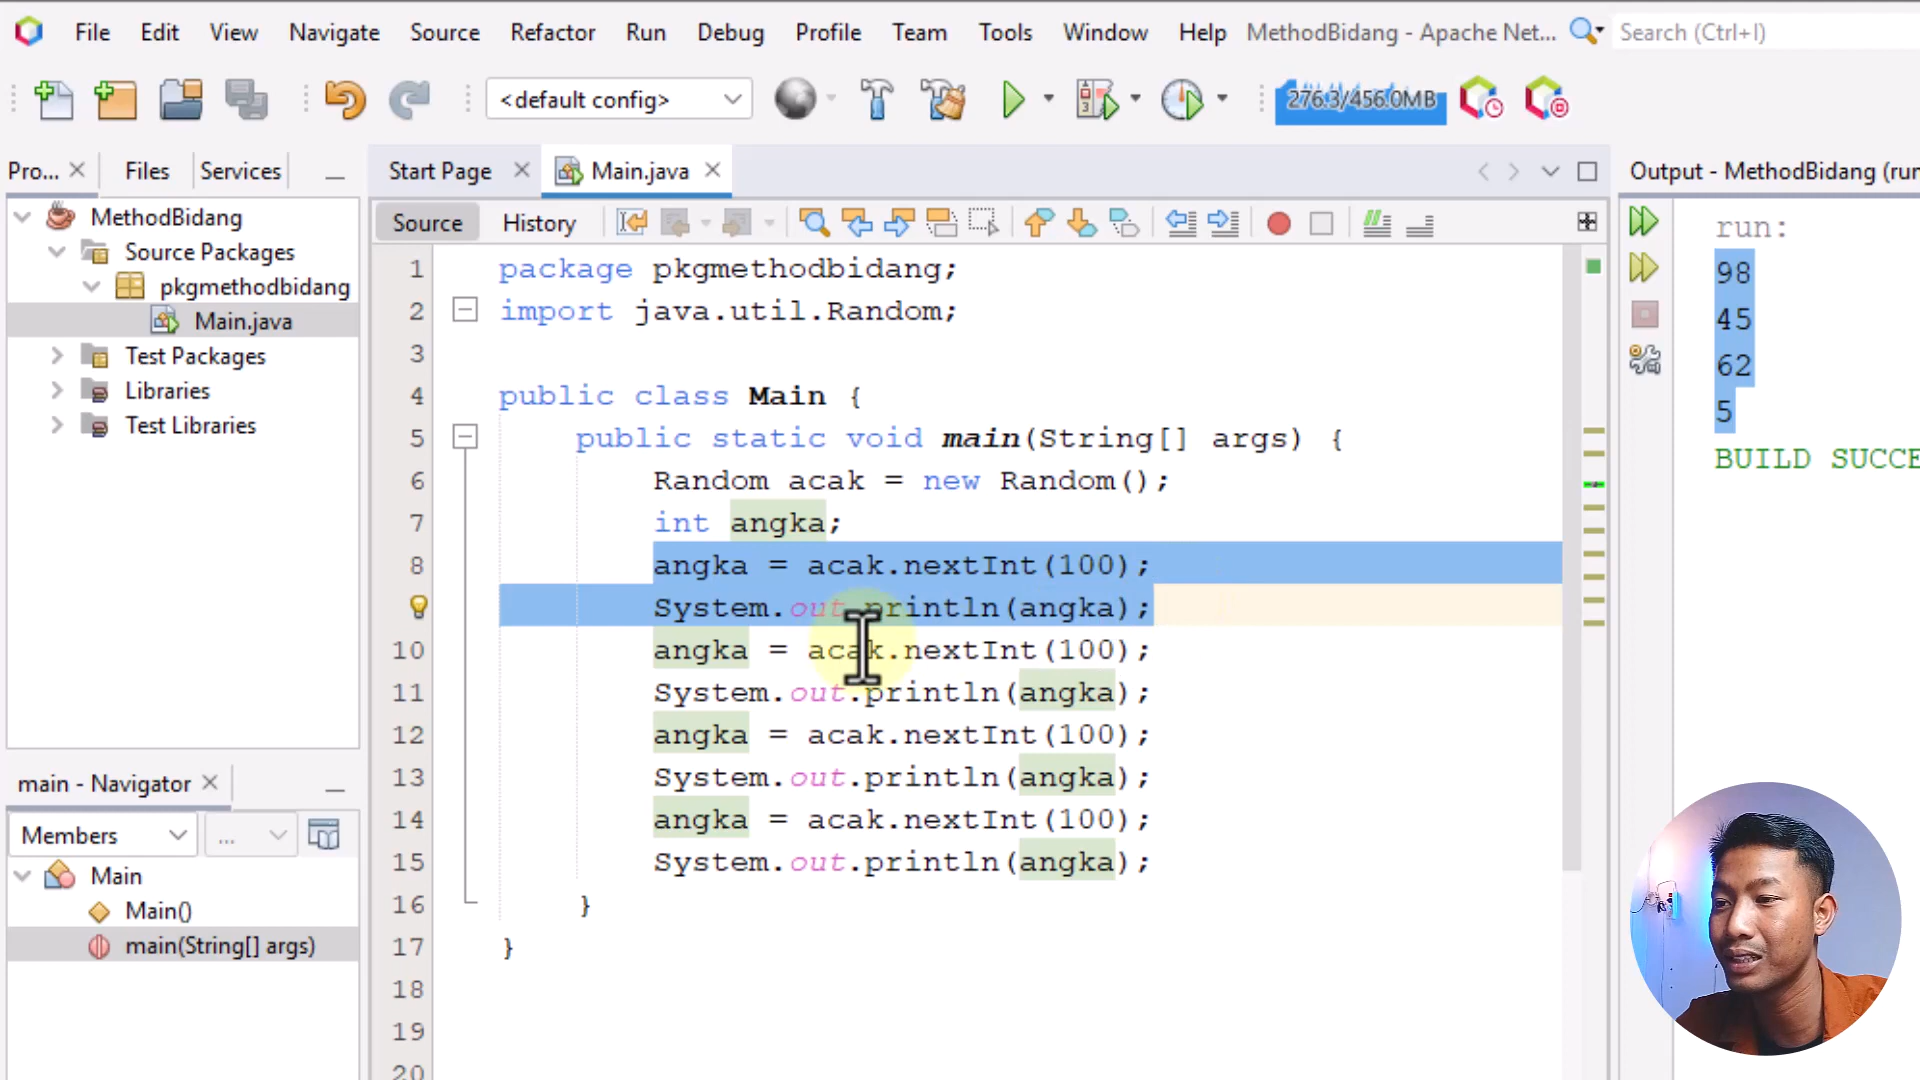 File Edit View Navigate Source Refactor Run Debug Profile Team Tools Window Help MethodBidang - Apache Net... Search (Ctrl+I)
<default config> 276.3/456.0MB
Pro... Files Services
Start Page Main.java
Output - MethodBidang (run
Source History
MethodBidang
Source Packages
pkgmethodbidang
Main.java
Test Packages
Libraries
Test Libraries
main - Navigator
Members ...
Main
Main()
main(String[] args)
1 package pkgmethodbidang;
2 import java.util.Random;
3
4 public class Main {
5 public static void main(String[] args) {
6 Random acak = new Random();
7 int angka;
8 angka = acak.nextInt(100);
System.out.println(angka);
10 angka = acak.nextInt(100);
11 System.out.println(angka);
12 angka = acak.nextInt(100);
13 System.out.println(angka);
14 angka = acak.nextInt(100);
15 System.out.println(angka);
16 }
17 }
18
19
20
run:
98
45
62
5
BUILD SUCCE